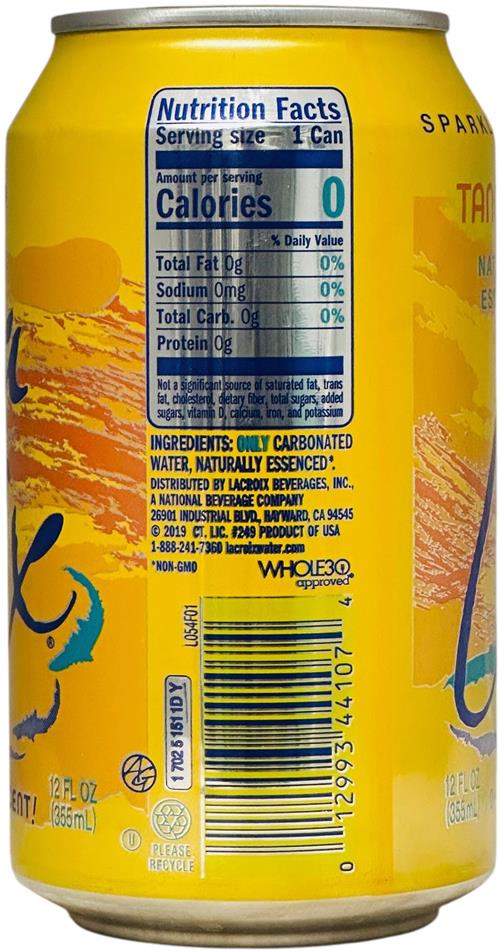 Nutrition Facts
Serving size 1 Can
Amount per serving
Calories 0
% Daily Value
Total Fat 0g 0%
Sodium 0mg 0%
Total Carb. 0g 0%
Protein 0g
Not a significant source of saturated fat, trans
fat, cholesterol, dietary fiber, total sugars, added
sugars, vitamin D, calcium, iron, and potassium
INGREDIENTS: ONLY CARBONATED
WATER, NATURALLY ESSENCED*.
DISTRIBUTED BY LACROIX BEVERAGES, INC.,
A NATIONAL BEVERAGE COMPANY
26901 INDUSTRIAL BLVD., HAYWARD, CA 94545
© 2019 CT. LIC. #249 PRODUCT OF USA
1-888-241-7360 lacroixwater.com
*NON-GMO
WHOLE30
approved®
L054F01
1 702 5 1511D Y
0 12993 44107 4
U
PLEASE
RECYCLE
12 FL OZ
(355mL)
ENT!
SPARK
TAN
NA
ES
12 FL OZ
(355mL)